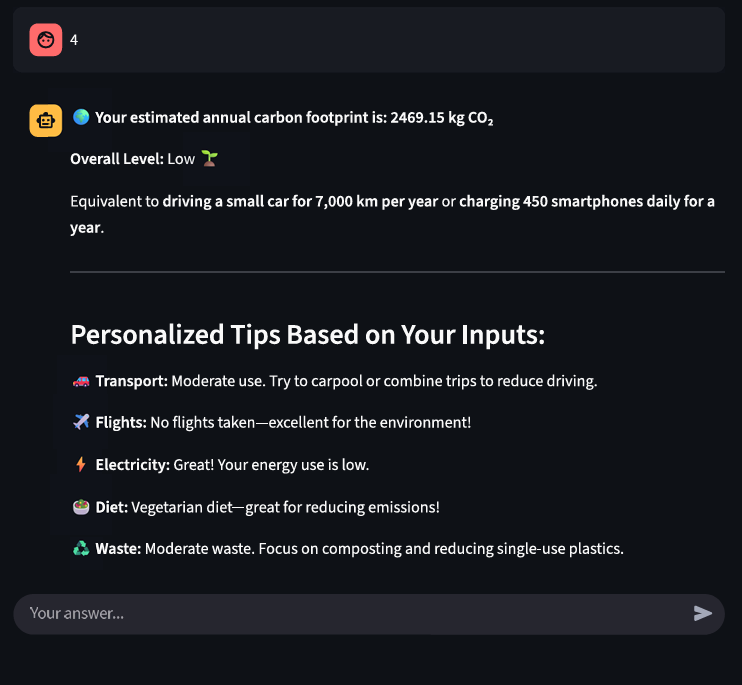 4
Your estimated annual carbon footprint is: 2469.15 kg CO₂
Overall Level: Low
Equivalent to driving a small car for 7,000 km per year or charging 450 smartphones daily for a
year.
Personalized Tips Based on Your Inputs:
Transport: Moderate use. Try to carpool or combine trips to reduce driving.
Flights: No flights taken—excellent for the environment!
Electricity: Great! Your energy use is low.
Diet: Vegetarian diet—great for reducing emissions!
Waste: Moderate waste. Focus on composting and reducing single-use plastics.
Your answer...